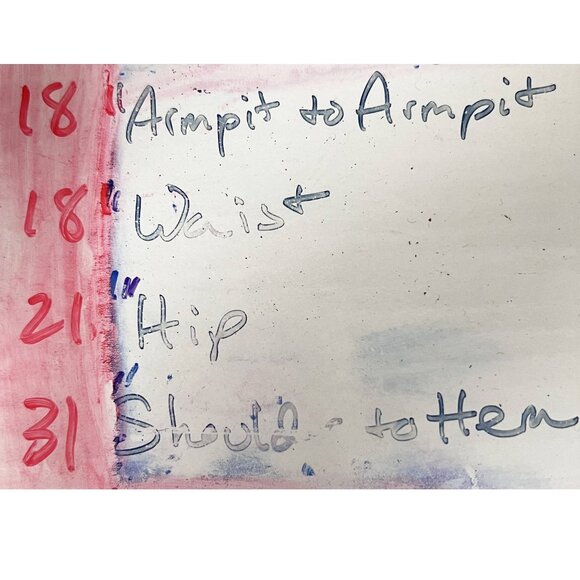 18" Armpit to Armpit
18" Waist
21" Hip
31" Should - to Hem